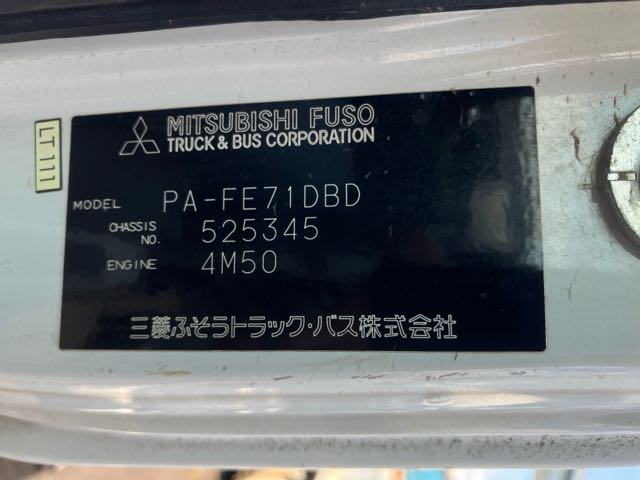 MITSUBISHI FUSO
TRUCK & BUS CORPORATION
LT111
MODEL PA-FE71DBD
CHASSIS NO. 525345
ENGINE 4M50
三菱ふそうトラック・バス株式会社